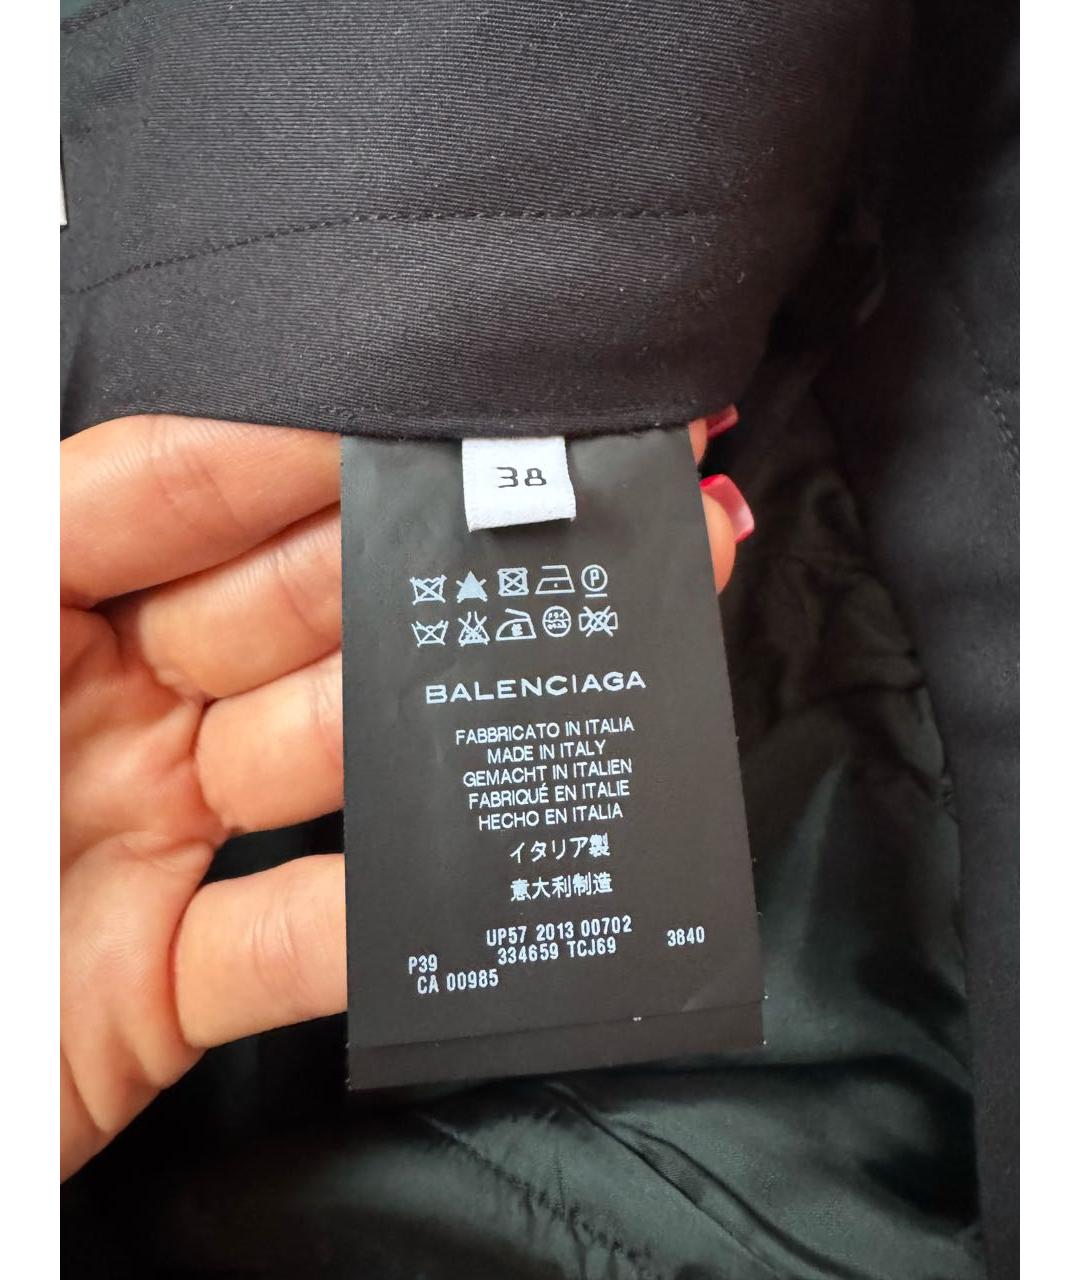 38
BALENCIAGA
FABBRICATO IN ITALIA
MADE IN ITALY
GEMACHT IN ITALIEN
FABRIQUÉ EN ITALIE
HECHO EN ITALIA
イタリア製
意大利制造
UP57 2013 00702
P39 334659 TCJ69 3840
CA 00985